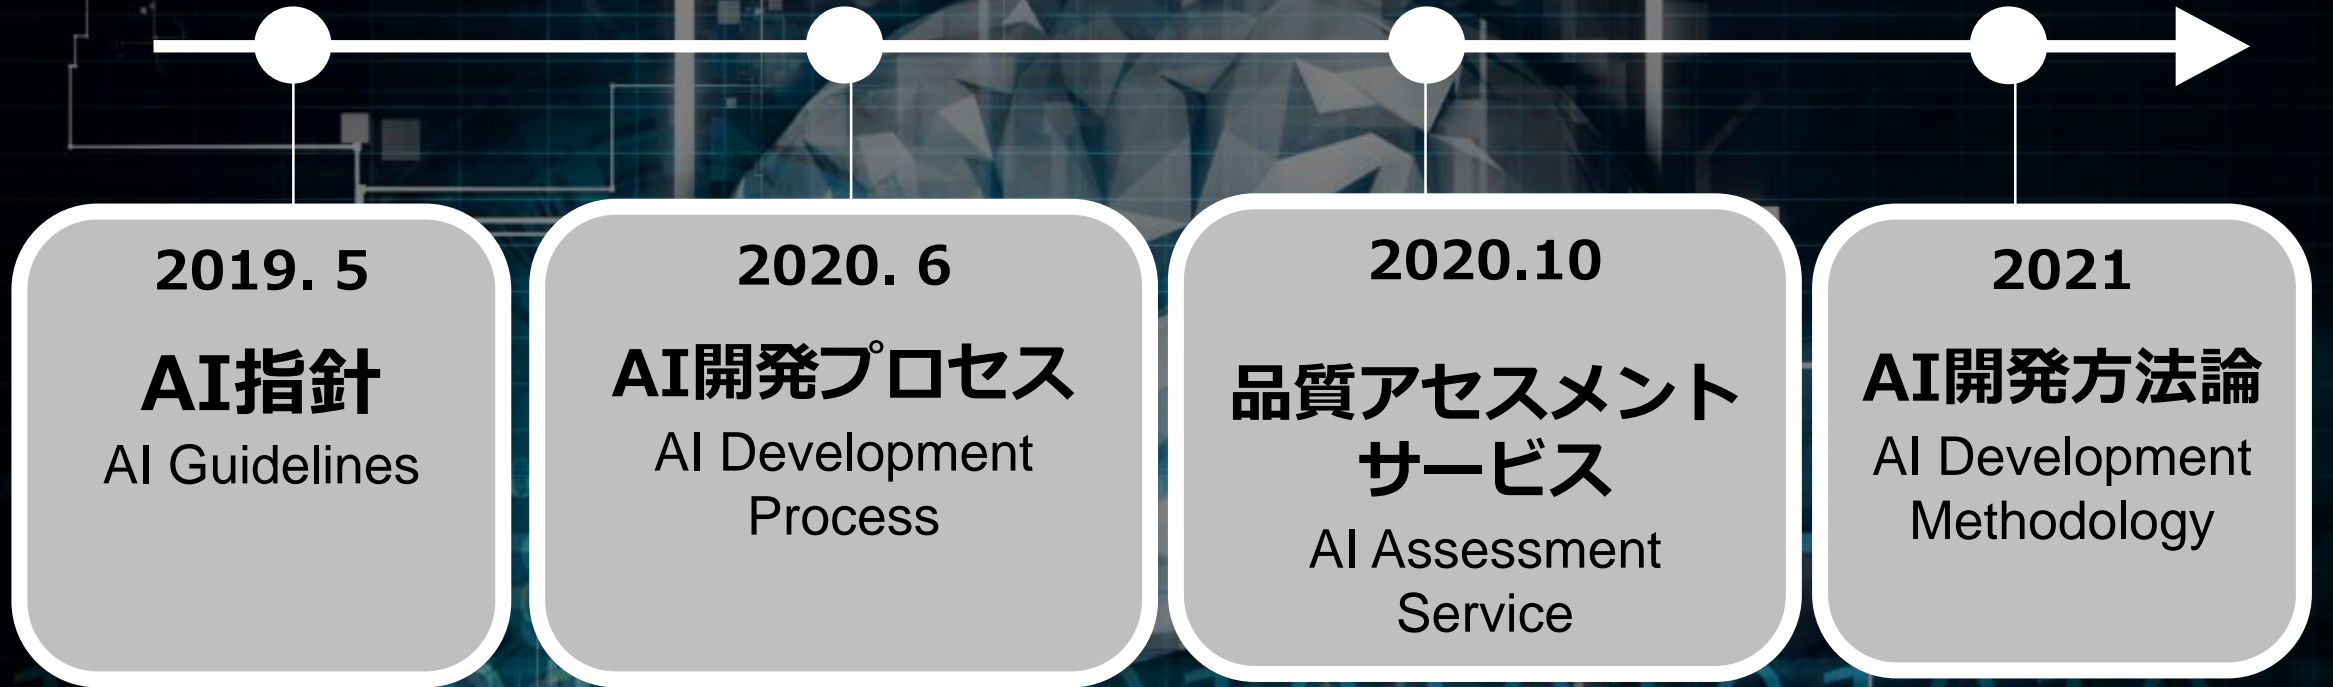 2019. 5
AI指針
AI Guidelines
2020. 6
AI開発プロセス
AI Development
Process
2020.10
品質アセスメント
サービス
AI Assessment
Service
2021
AI開発方法論
AI Development
Methodology